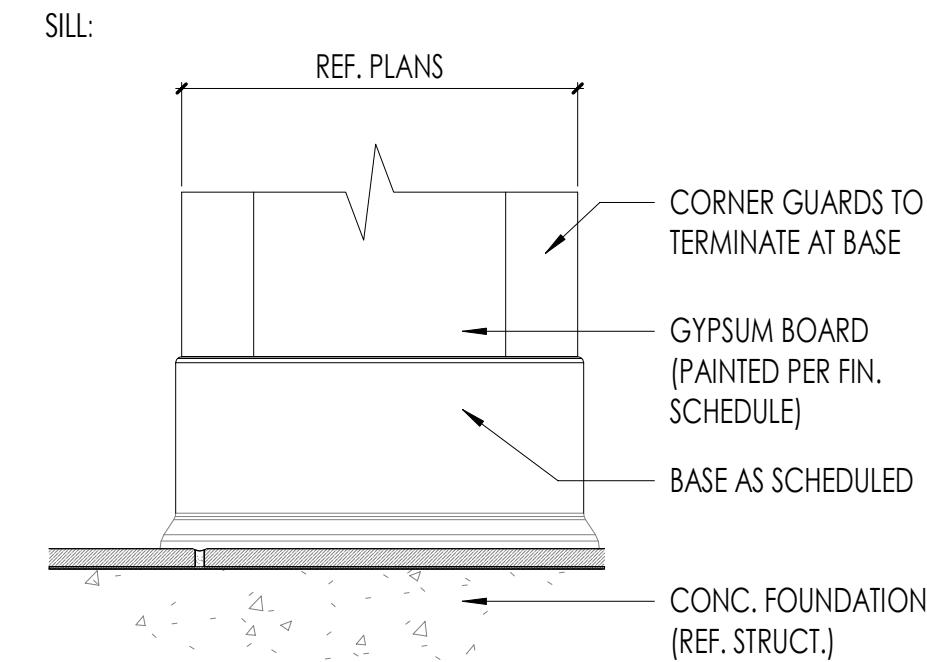 SILL:
REF. PLANS
CORNER GUARDS TO
TERMINATE AT BASE
GYPSUM BOARD
(PAINTED PER FIN.
SCHEDULE)
BASE AS SCHEDULED
CONC. FOUNDATION
(REF. STRUCT.)